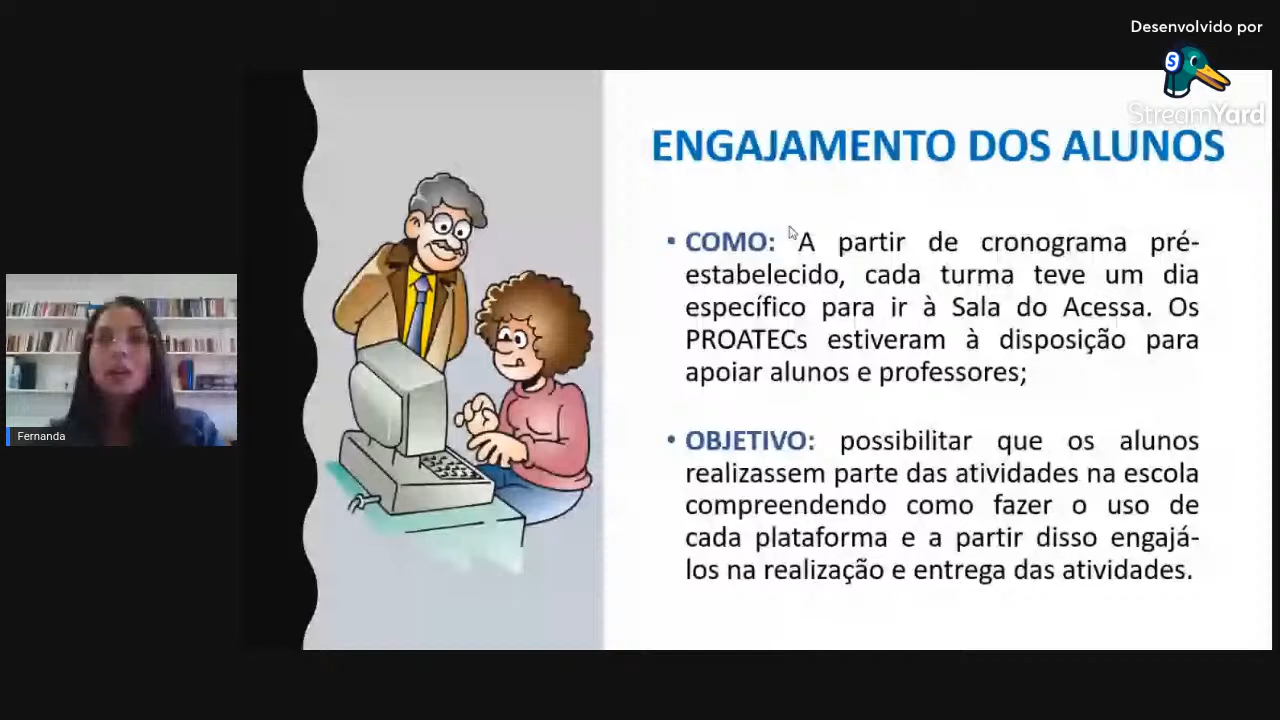 Desenvolvido por
S
StreamYard
ENGAJAMENTO DOS ALUNOS
• COMO: A partir de cronograma pré-
estabelecido, cada turma teve um dia
específico para ir à Sala do Acessa. Os
PROATECs estiveram à disposição para
apoiar alunos e professores;
• OBJETIVO: possibilitar que os alunos
realizassem parte das atividades na escola
compreendendo como fazer o uso de
cada plataforma e a partir disso engajá-
los na realização e entrega das atividades.
Fernanda